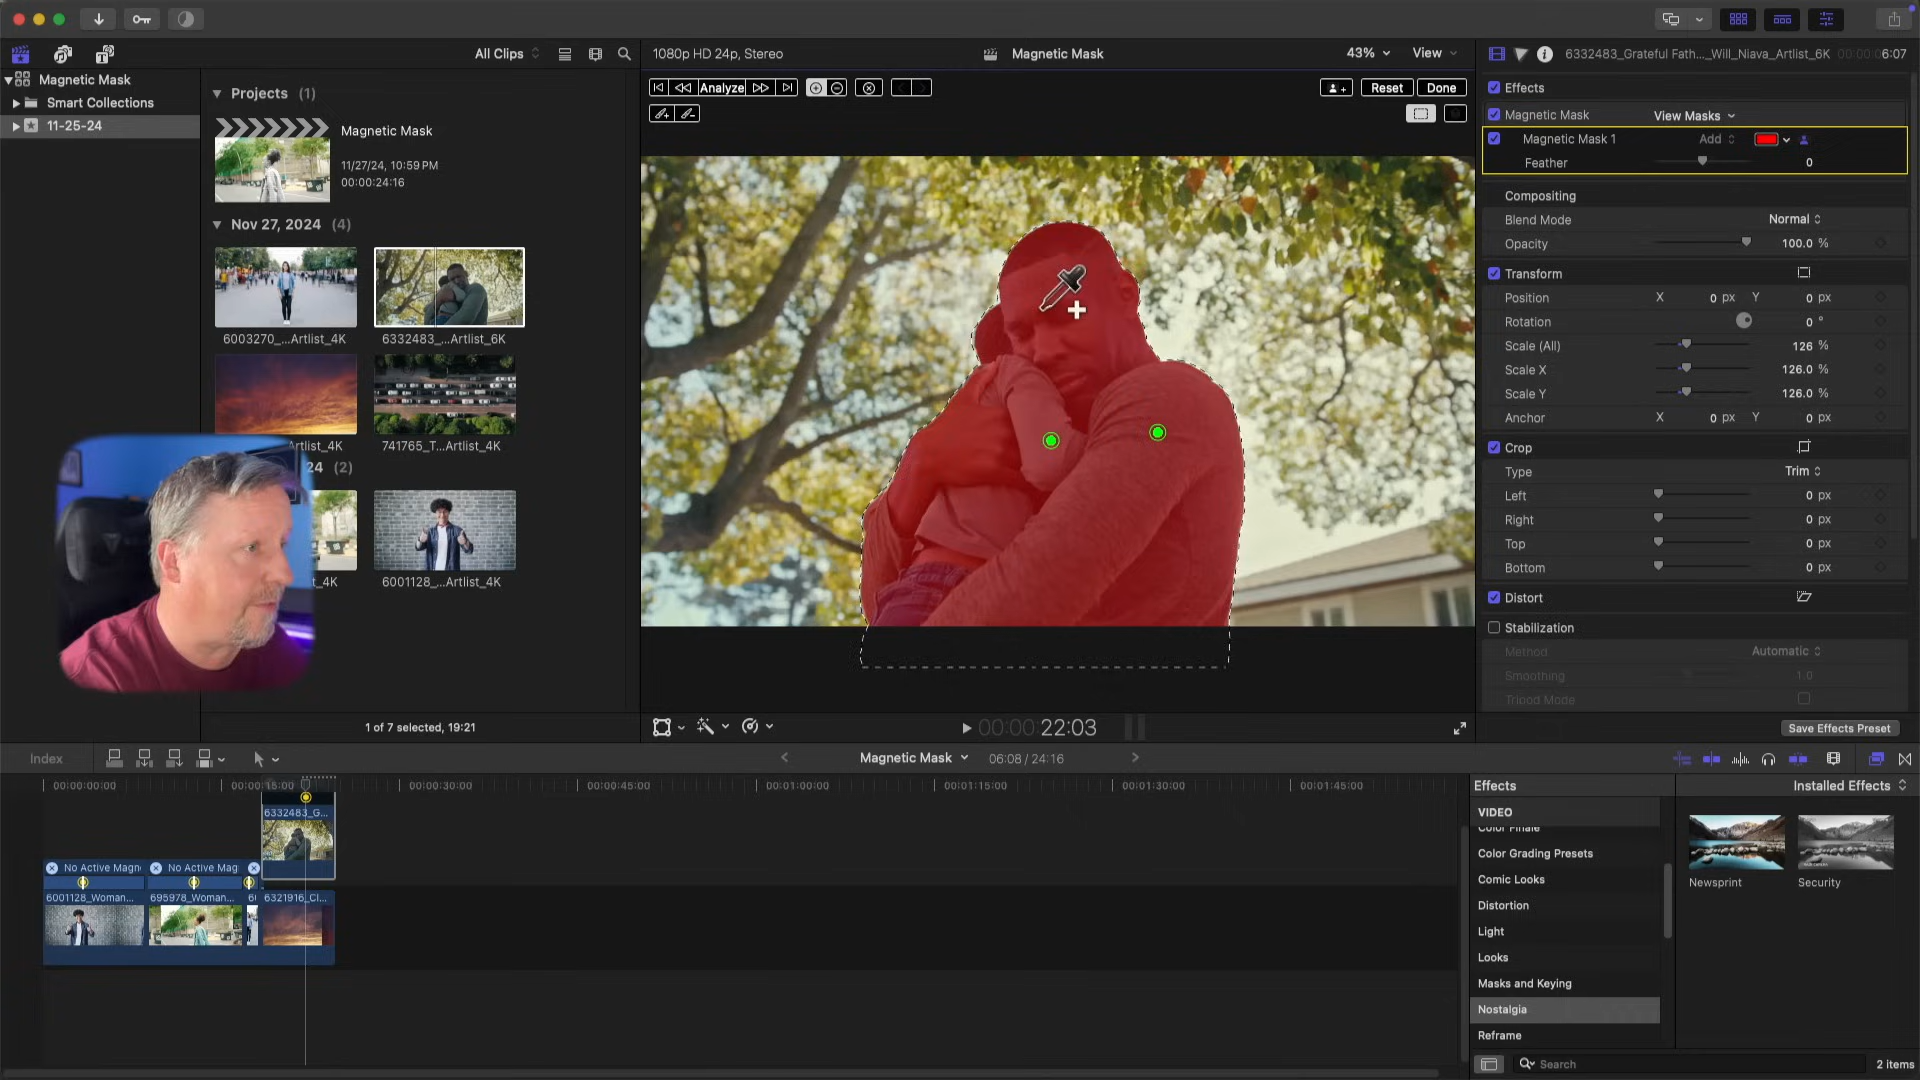 All Clips
1080p HD 24p, Stereo
Magnetic Mask
43%
View
6332483_Grateful Fath..._Will_Niava_Artlist_6K
00:00:06:07
Magnetic Mask
Smart Collections
11-25-24
Projects (1)
Magnetic Mask
11/27/24, 10:59 PM
00:00:24:16
Nov 27, 2024 (4)
6003270_...Artlist_4K
6332483_...Artlist_6K
rtlist_4K
741765_T...Artlist_4K
24 (2)
t_4K
6001128_...Artlist_4K
1 of 7 selected, 19:21
Analyze
Reset
Done
00:00:22:03
Effects
Magnetic Mask
View Masks
Magnetic Mask 1
Add
Feather
0
Compositing
Blend Mode
Normal
Opacity
100.0 %
Transform
Position
X
0 px
Y
0 px
Rotation
0 °
Scale (All)
126 %
Scale X
126.0 %
Scale Y
126.0 %
Anchor
X
0 px
Y
0 px
Crop
Type
Trim
Left
0 px
Right
0 px
Top
0 px
Bottom
0 px
Distort
Stabilization
Method
Automatic
Smoothing
1.0
Tripod Mode
Save Effects Preset
Index
Magnetic Mask
06:08 / 24:16
00:00:00:00
00:00:15:00
00:00:30:00
00:00:45:00
00:01:00:00
00:01:15:00
00:01:30:00
00:01:45:00
6332483_G...
No Active Magn
No Active Mag
6001128_Woman...
695978_Woman...
6321916_Cl...
Effects
Installed Effects
VIDEO
Color Finale
Color Grading Presets
Comic Looks
Distortion
Light
Looks
Masks and Keying
Nostalgia
Reframe
Newsprint
Security
Search
2 items